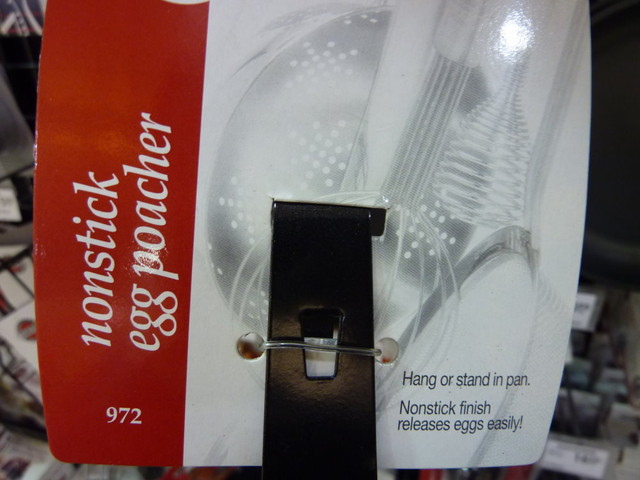 nonstick
egg poacher
972
Hang or stand in pan.
Nonstick finish
releases eggs easily!